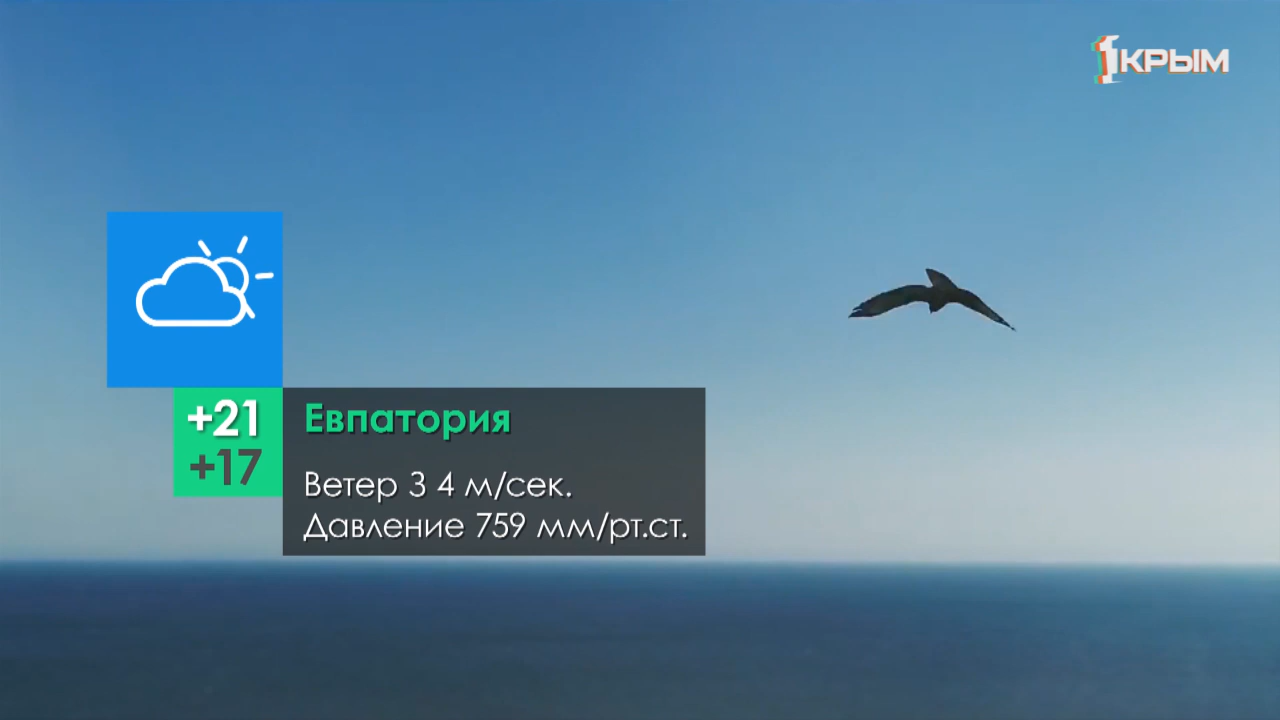 1КРЫМ
+21
+17
Евпатория
Ветер 3 4 м/сек.
Давление 759 мм/рт.ст.